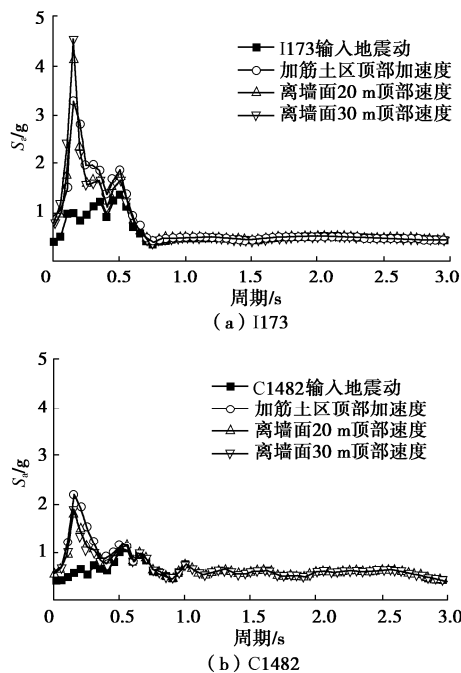 5
4
3
2
1
Sₐ/g
I173输入地震动
加筋土区顶部加速度
离墙面20 m顶部速度
离墙面30 m顶部速度
0 0.5 1.0 1.5 2.0 2.5 3.0
周期/s
(a) I173
5
4
3
2
1
Sₐ/g
C1482输入地震动
加筋土区顶部加速度
离墙面20 m顶部速度
离墙面30 m顶部速度
0 0.5 1.0 1.5 2.0 2.5 3.0
周期/s
(b) C1482